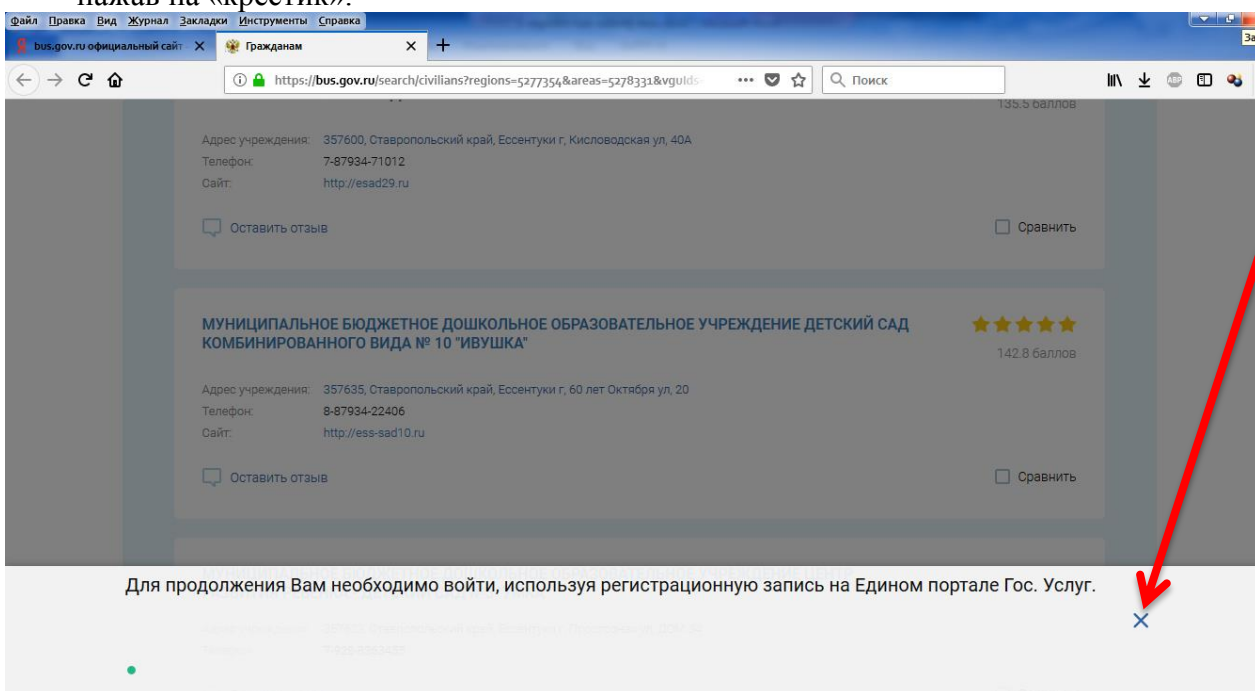 нажав на «крестик».
Файл Правка Вид Журнал Закладки Инструменты Справка
bus.gov.ru официальный сайт
Гражданам
За
https://bus.gov.ru/search/civilians?regions=5277354&areas=5278331&vguIds
Поиск
135.5 баллов
Адрес учреждения: 357600, Ставропольский край, Ессентуки г, Кисловодская ул, 40А
Телефон: 7-87934-71012
Сайт: http://esad29.ru
Оставить отзыв
Сравнить
МУНИЦИПАЛЬНОЕ БЮДЖЕТНОЕ ДОШКОЛЬНОЕ ОБРАЗОВАТЕЛЬНОЕ УЧРЕЖДЕНИЕ ДЕТСКИЙ САД
КОМБИНИРОВАННОГО ВИДА № 10 "ИВУШКА"
142.8 баллов
Адрес учреждения: 357635, Ставропольский край, Ессентуки г, 60 лет Октября ул, 20
Телефон: 8-87934-22406
Сайт: http://ess-sad10.ru
Оставить отзыв
Сравнить
Для продолжения Вам необходимо войти, используя регистрационную запись на Едином портале Гос. Услуг.